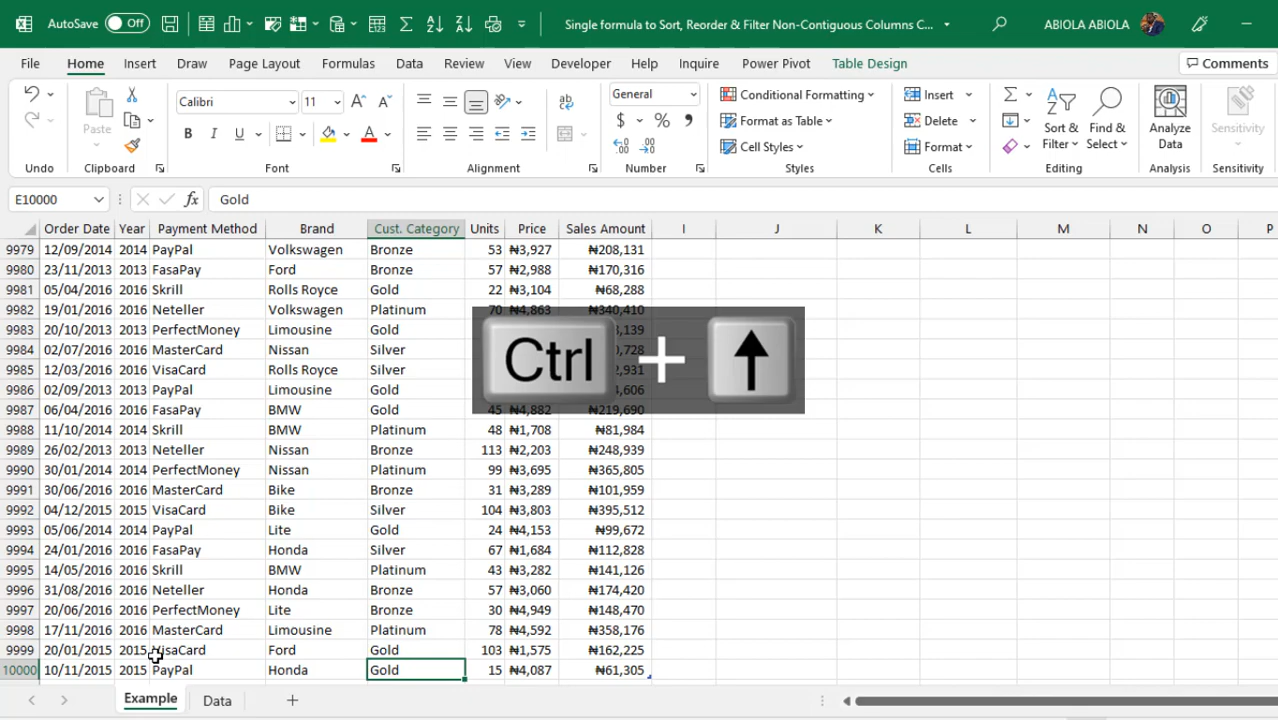 AutoSave Off Single formula to Sort, Reorder & Filter Non-Contiguous Columns C... ABIOLA ABIOLA
File Home Insert Draw Page Layout Formulas Data Review View Developer Help Inquire Power Pivot Table Design Comments
Paste Calibri 11 General Conditional Formatting Format as Table Cell Styles Insert Delete Format Sort & Filter Find & Select Analyze Data Sensitivity
Undo Clipboard Font Alignment Number Styles Cells Editing Analysis Sensitivity
E10000 fx Gold
Order Date Year Payment Method Brand Cust. Category Units Price Sales Amount I J K L M N O P
9979 12/09/2014 2014 PayPal Volkswagen Bronze 53 ₦3,927 ₦208,131
9980 23/11/2013 2013 FasaPay Ford Bronze 57 ₦2,988 ₦170,316
9981 05/04/2016 2016 Skrill Rolls Royce Gold 22 ₦3,104 ₦68,288
9982 19/01/2016 2016 Neteller Volkswagen Platinum 70 ₦4,863 ₦340,410
9983 20/10/2013 2013 PerfectMoney Limousine Gold
9984 02/07/2016 2016 MasterCard Nissan Silver
9985 12/03/2016 2016 VisaCard Rolls Royce Silver
9986 02/09/2013 2013 PayPal Limousine Gold
9987 06/04/2016 2016 FasaPay BMW Gold 45 ₦4,882 ₦219,690
9988 11/10/2014 2014 Skrill BMW Platinum 48 ₦1,708 ₦81,984
9989 26/02/2013 2013 Neteller Nissan Bronze 113 ₦2,203 ₦248,939
9990 30/01/2014 2014 PerfectMoney Nissan Platinum 99 ₦3,695 ₦365,805
9991 30/06/2016 2016 MasterCard Bike Bronze 31 ₦3,289 ₦101,959
9992 04/12/2015 2015 VisaCard Bike Silver 104 ₦3,803 ₦395,512
9993 05/06/2014 2014 PayPal Lite Gold 24 ₦4,153 ₦99,672
9994 24/01/2016 2016 FasaPay Honda Silver 67 ₦1,684 ₦112,828
9995 14/05/2016 2016 Skrill BMW Platinum 43 ₦3,282 ₦141,126
9996 31/08/2016 2016 Neteller Honda Bronze 57 ₦3,060 ₦174,420
9997 20/06/2016 2016 PerfectMoney Lite Bronze 30 ₦4,949 ₦148,470
9998 17/11/2016 2016 MasterCard Limousine Platinum 78 ₦4,592 ₦358,176
9999 20/01/2015 2015 VisaCard Ford Gold 103 ₦1,575 ₦162,225
10000 10/11/2015 2015 PayPal Honda Gold 15 ₦4,087 ₦61,305
Ctrl + ↑
Example Data